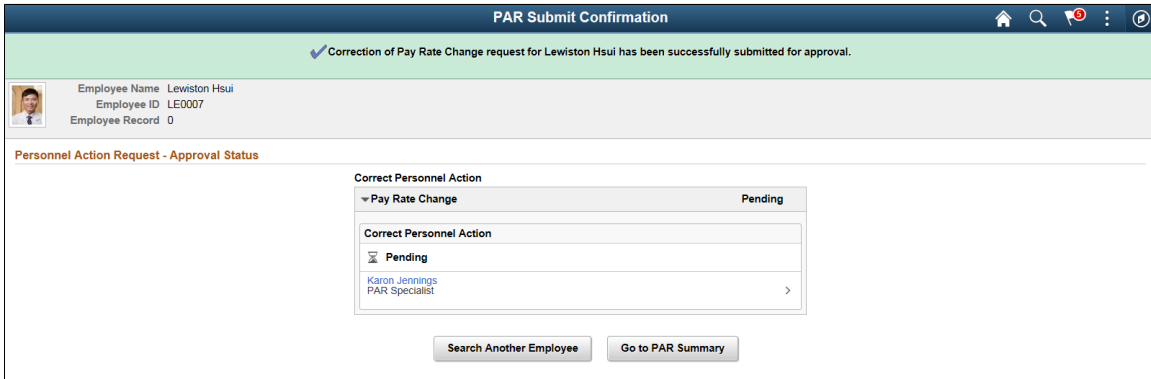 PAR Submit Confirmation
5
Correction of Pay Rate Change request for Lewiston Hsui has been successfully submitted for approval.
Employee Name Lewiston Hsui
Employee ID LE0007
Employee Record 0
Personnel Action Request - Approval Status
Correct Personnel Action
Pay Rate Change Pending
Correct Personnel Action
Pending
Karon Jennings
PAR Specialist
Search Another Employee Go to PAR Summary